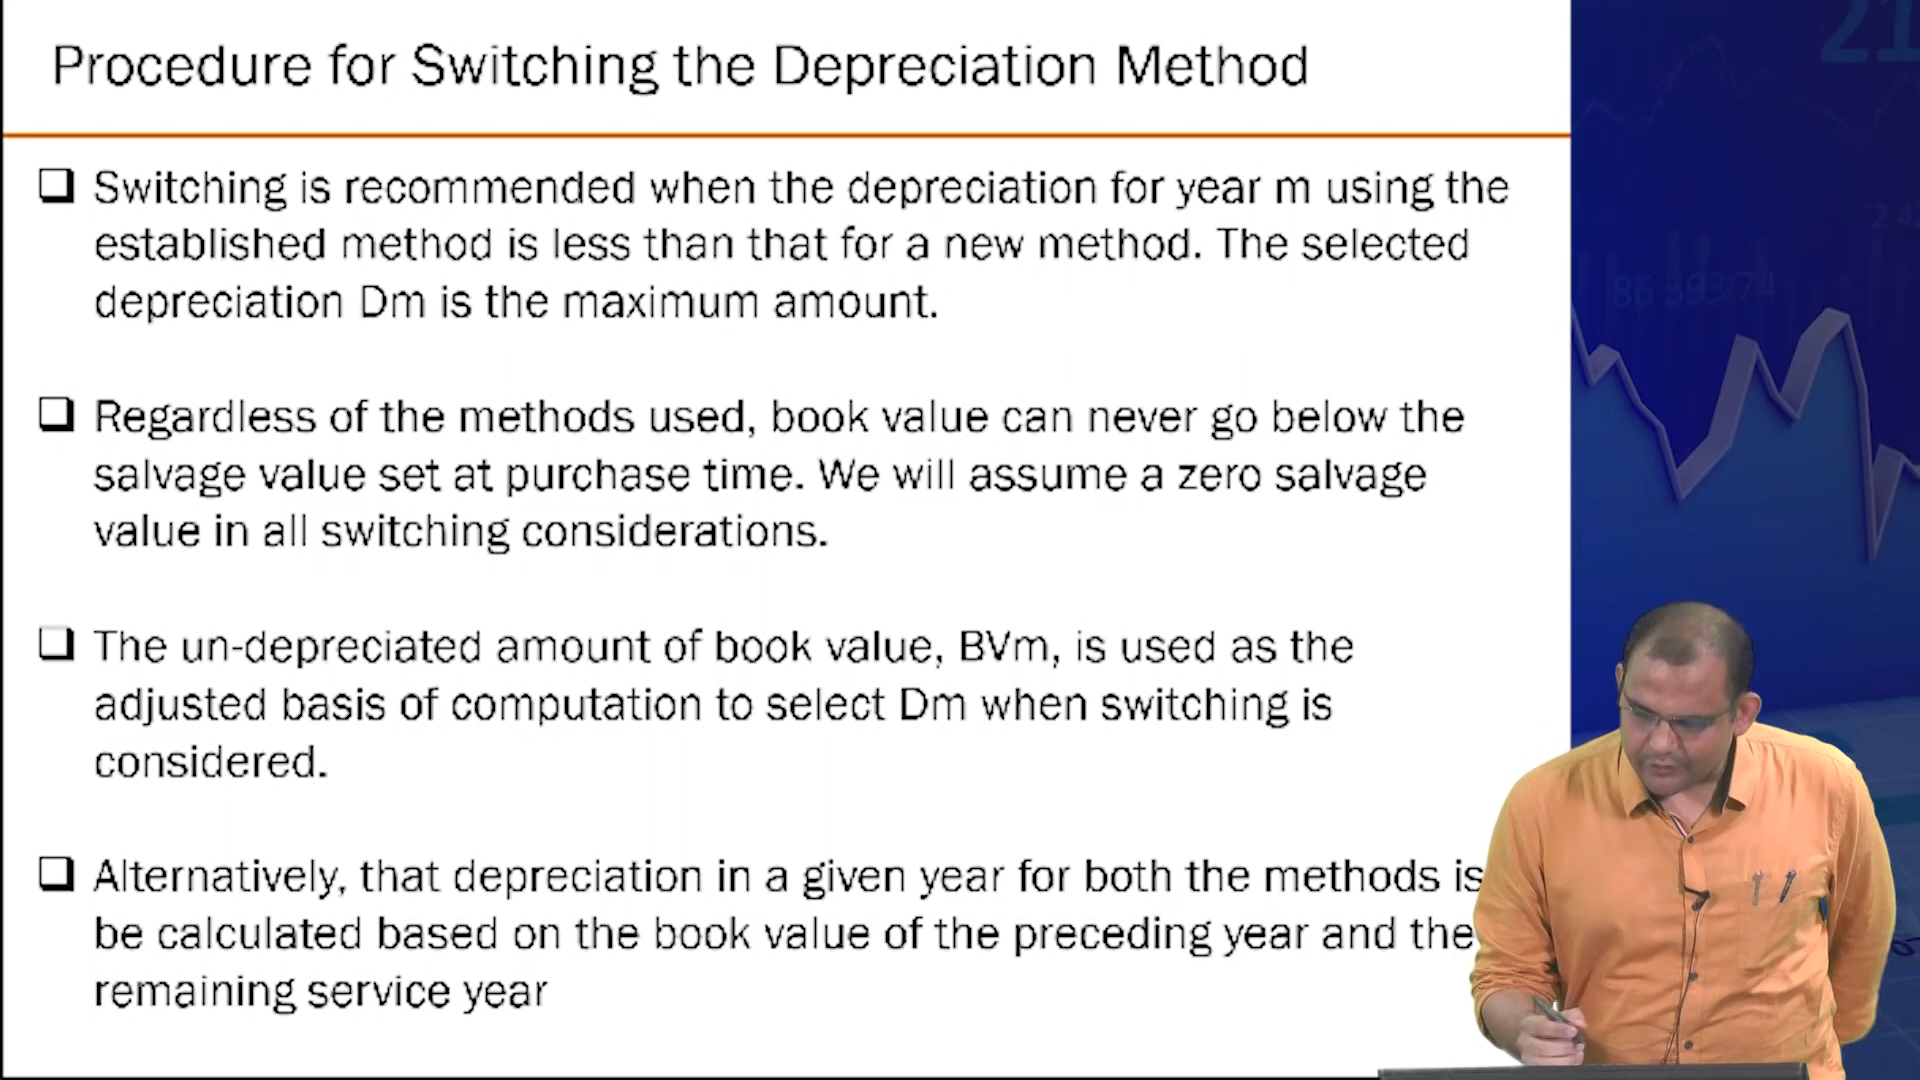 Procedure for Switching the Depreciation Method
Switching is recommended when the depreciation for year m using the
established method is less than that for a new method. The selected
depreciation Dm is the maximum amount.
Regardless of the methods used, book value can never go below the
salvage value set at purchase time. We will assume a zero salvage
value in all switching considerations.
The un-depreciated amount of book value, BVm, is used as the
adjusted basis of computation to select Dm when switching is
considered.
Alternatively, that depreciation in a given year for both the methods is
be calculated based on the book value of the preceding year and the
remaining service year
21
86 393 74